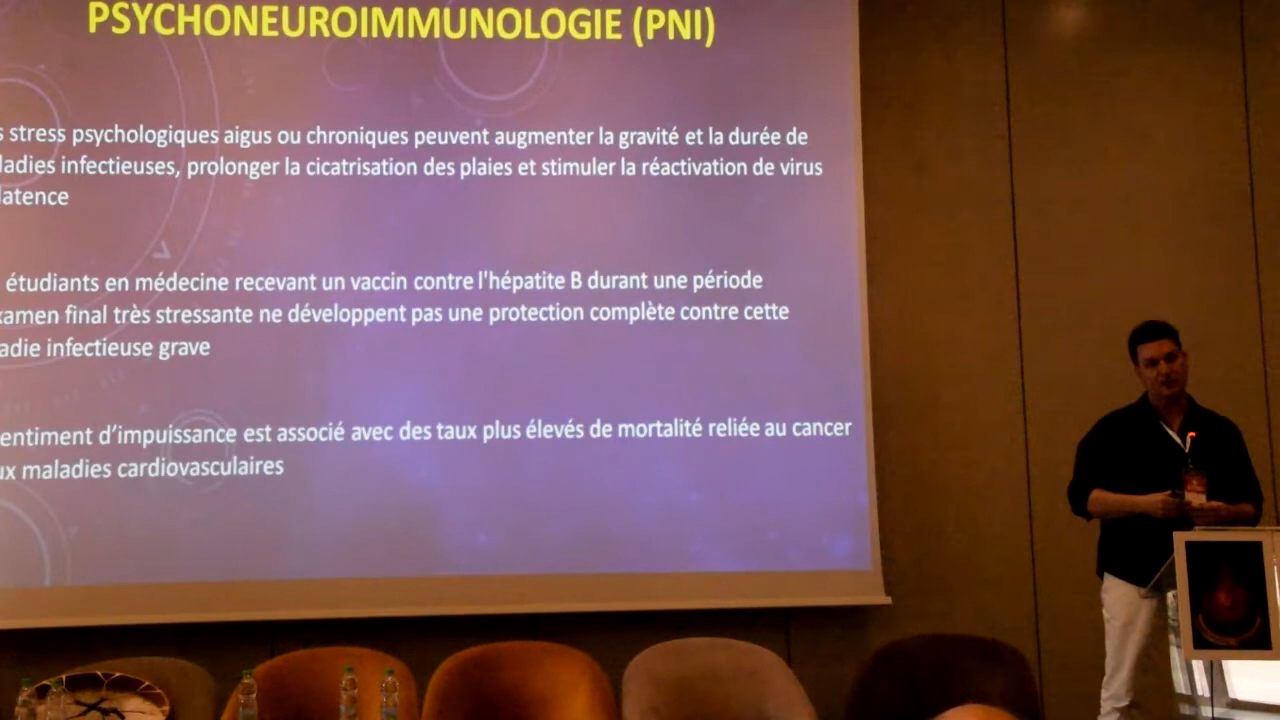 PSYCHONEUROIMMUNOLOGIE (PNI)
s stress psychologiques aigus ou chroniques peuvent augmenter la gravité et la durée de
ladies infectieuses, prolonger la cicatrisation des plaies et stimuler la réactivation de virus
latence
étudiants en médecine recevant un vaccin contre l'hépatite B durant une période
xamen final très stressante ne développent pas une protection complète contre cette
adie infectieuse grave
entiment d'impuissance est associé avec des taux plus élevés de mortalité reliée au cancer
ux maladies cardiovasculaires